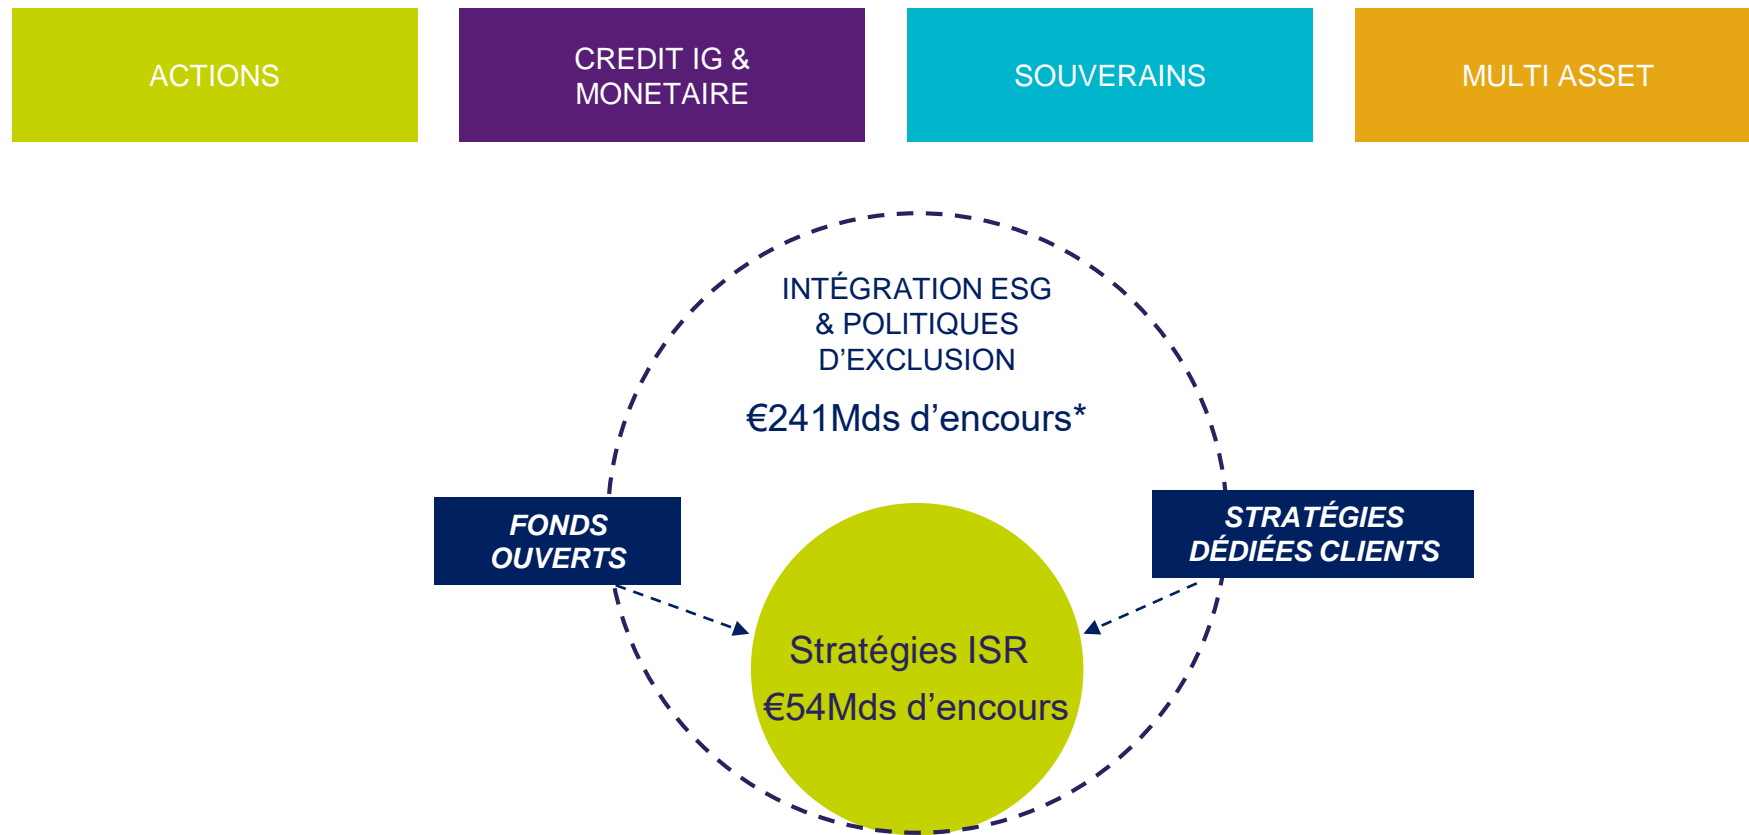 ACTIONS
CREDIT IG &
MONETAIRE
SOUVERAINS
MULTI ASSET
INTÉGRATION ESG
& POLITIQUES
D’EXCLUSION
€241Mds d’encours*
FONDS
OUVERTS
STRATÉGIES
DÉDIÉES CLIENTS
Stratégies ISR
€54Mds d’encours